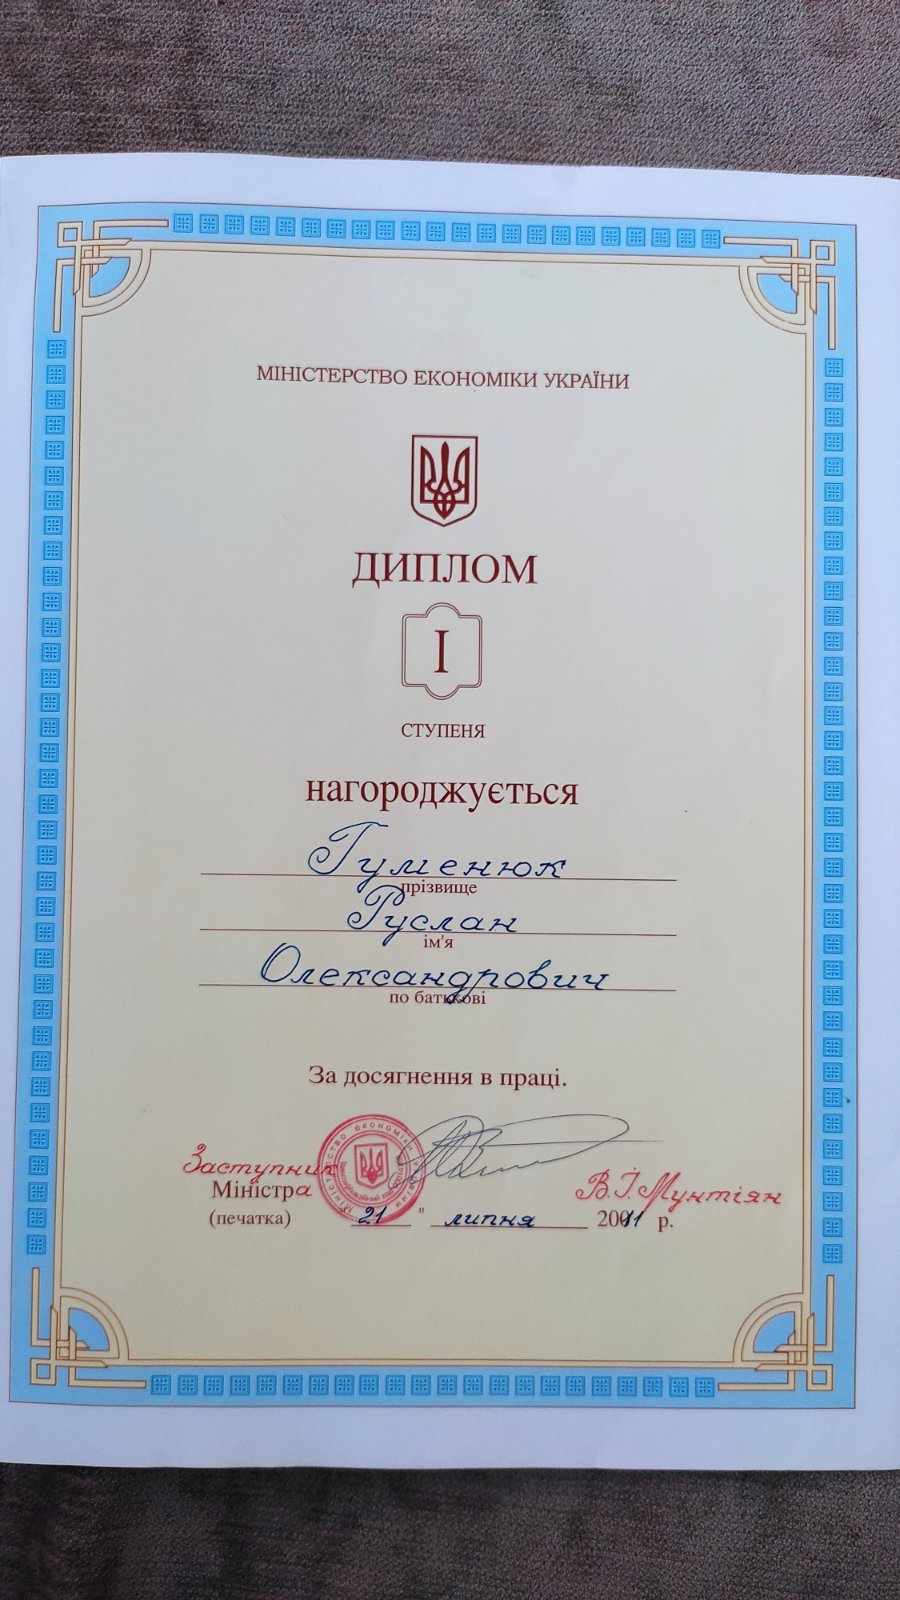 МІНІСТЕРСТВО ЕКОНОМІКИ УКРАЇНИ
ДИПЛОМ
І
СТУПЕНЯ
нагороджується
Гуменюк
прізвище
Руслан
ім'я
Олександрович
по батькові
За досягнення в праці.
Заступник
Міністра
В.І. Мунтіян
(печатка) 21 " липня 2011 р.